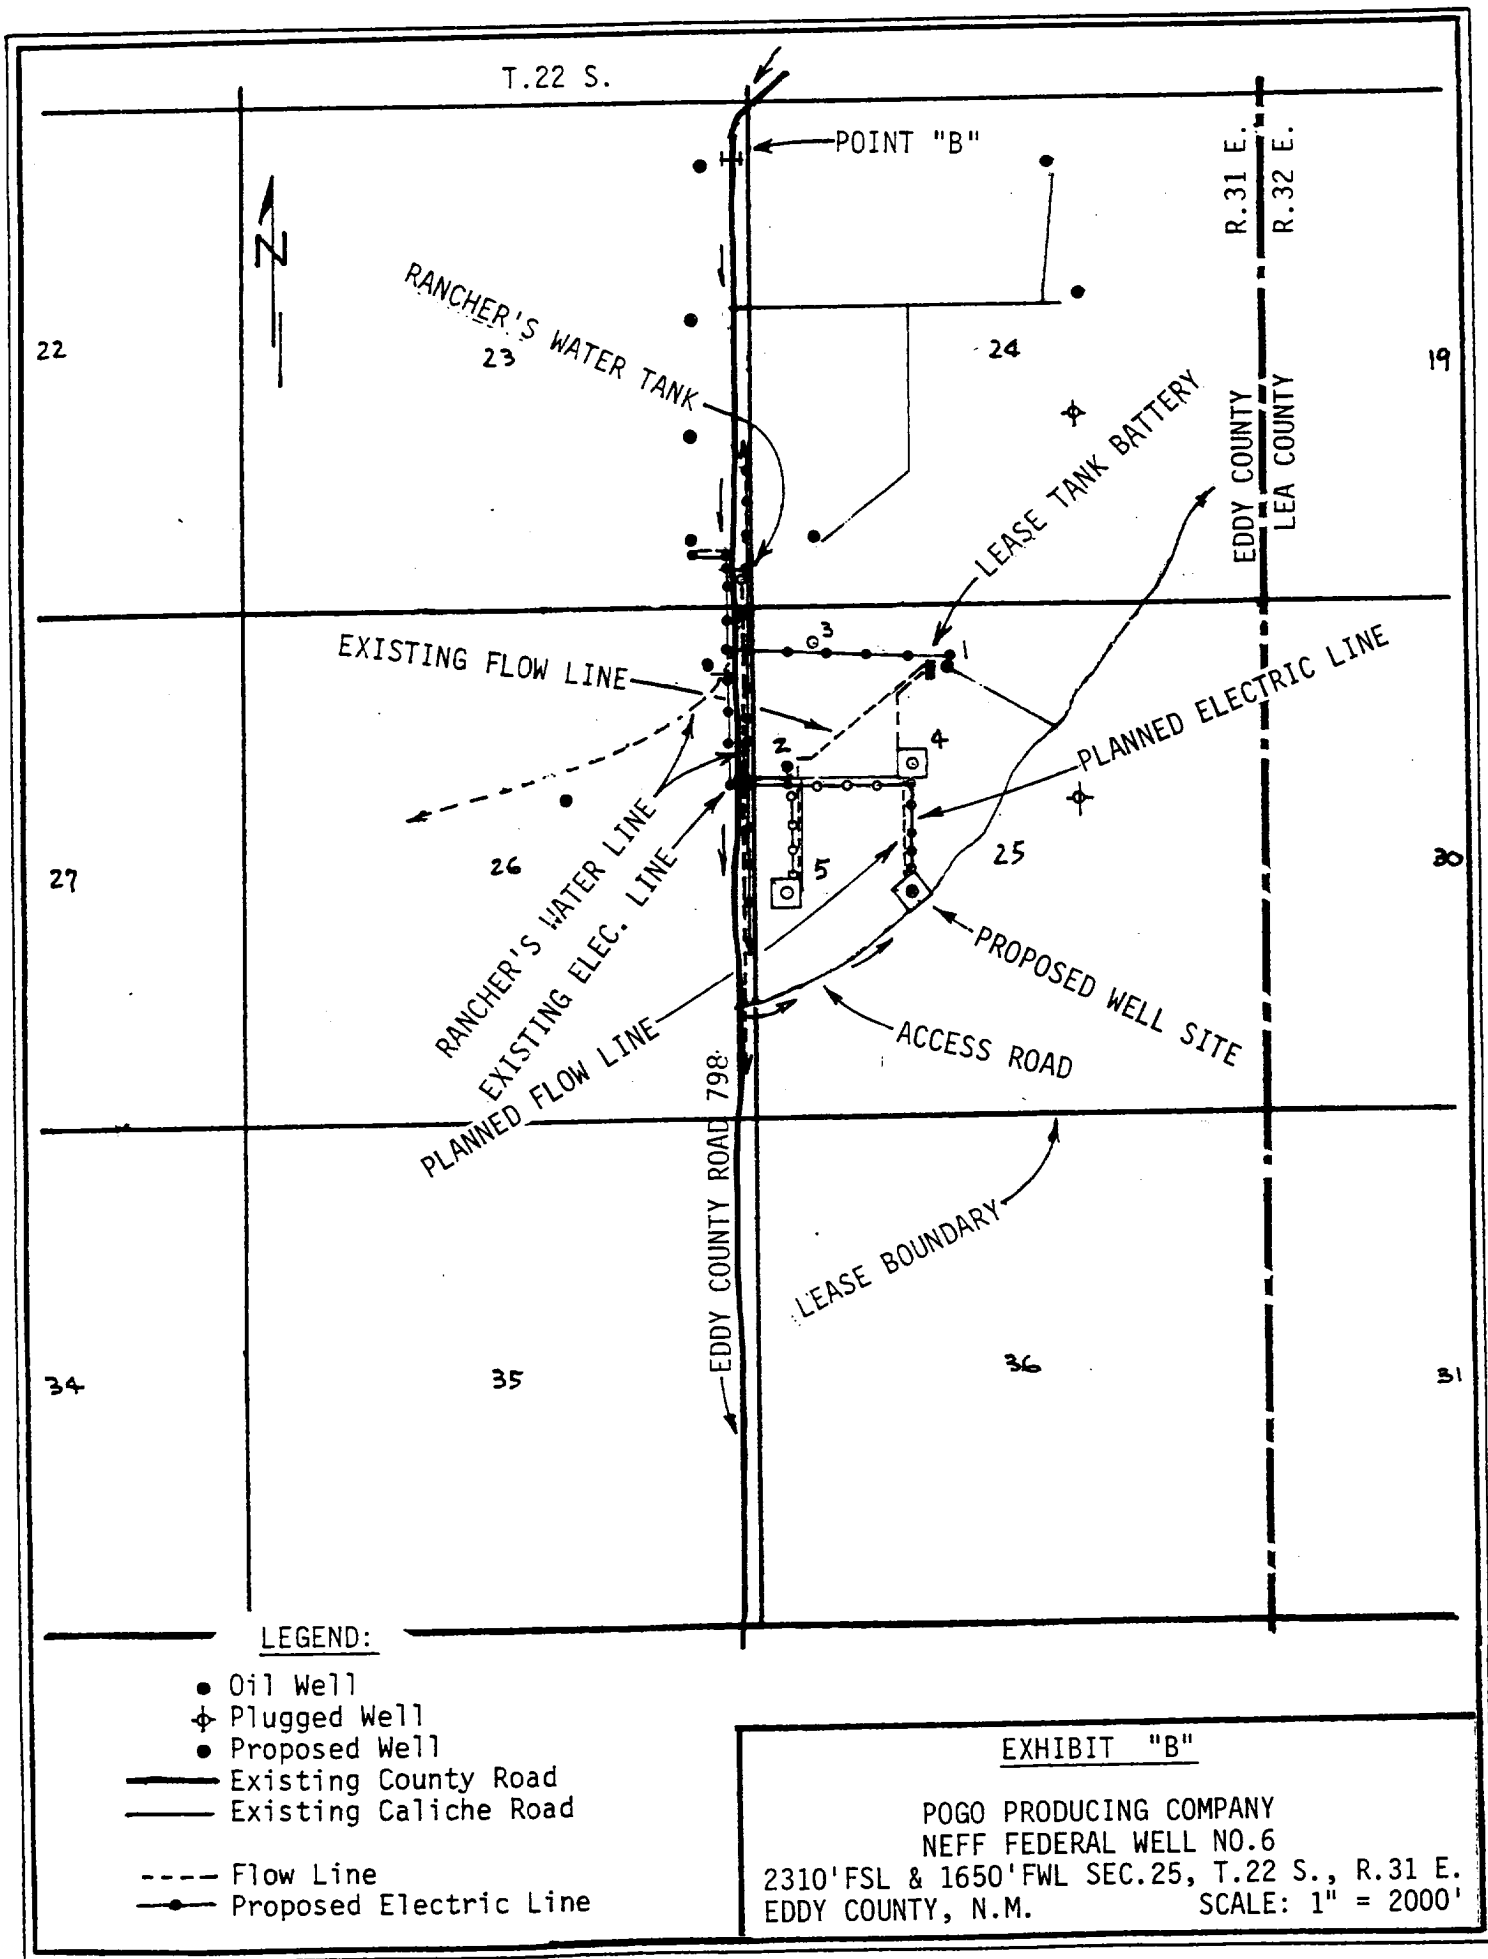 T.22 S.
POINT "B"
R.31 E.
R.32 E.
N
RANCHER'S WATER TANK
22
23
24
19
LEASE TANK BATTERY
EDDY COUNTY
LEA COUNTY
3
1
EXISTING FLOW LINE
PLANNED ELECTRIC LINE
2
4
27
26
5
25
30
RANCHER'S WATER LINE
EXISTING ELEC. LINE
PLANNED FLOW LINE
PROPOSED WELL SITE
ACCESS ROAD
EDDY COUNTY ROAD 798
LEASE BOUNDARY
34
35
36
31
LEGEND:
Oil Well
Plugged Well
Proposed Well
Existing County Road
Existing Caliche Road
Flow Line
Proposed Electric Line
EXHIBIT "B"
POGO PRODUCING COMPANY
NEFF FEDERAL WELL NO.6
2310'FSL & 1650'FWL SEC.25, T.22 S., R.31 E.
EDDY COUNTY, N.M. SCALE: 1" = 2000'